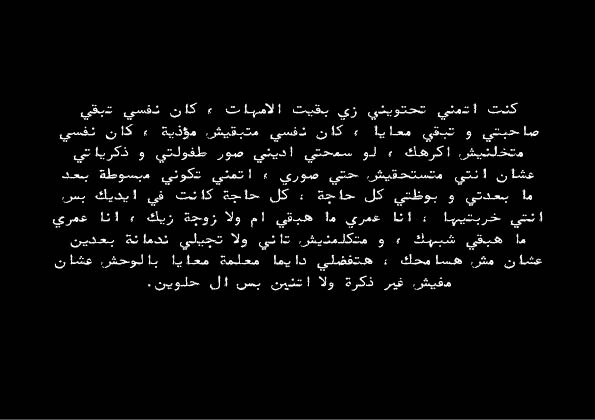 كنت اتمني تحتويني زي بقيت الامهات ، كان نفسي تبقي
صاحبتي و تبقي معايا ، كان نفسي متبقيش مؤذية ، كان نفسي
متخلنيش اكرهك ، لو سمحتي اديني صور طفولتي و ذكرياتي
عشان انتي متستحقيش حتي صوري ، اتمني تكوني مبسوطة بعد
ما بعدتي و بوظتي كل حاجة ، كل حاجة كانت في ايديك بس
انتي خربتيها ، انا عمري ما هبقي ام ولا زوجة زيك ، انا عمري
ما هبقي شبهك ، و متكلمنيش تاني ولا تجيلي ندمانة بعدين
عشان مش هسامحك ، هتفضلي دايما معلمة معايا بالوحش عشان
مفيش غير ذكرة ولا اتنين بس ال حلوين.